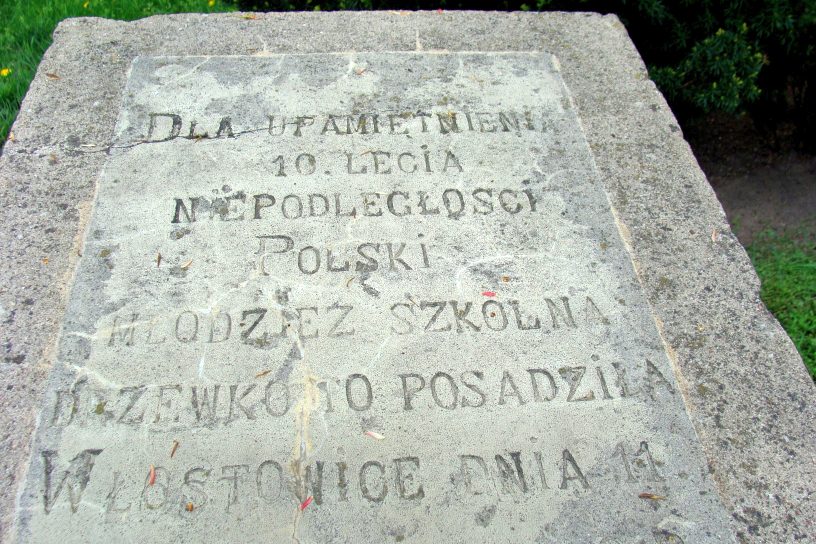 DLA UPAMIĘTNIENIA
10. LECIA
NIEPODLEGŁOŚCI
POLSKI
MŁODZIEŻ SZKOLNA
DRZEWKO TO POSADZIŁA
WŁOSTOWICE DNIA 11.